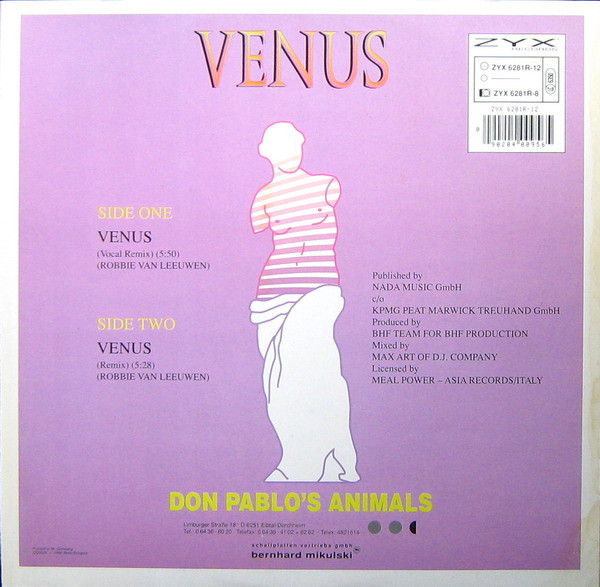 VENUS
ZYX
ZYX 6281R-12
ZYX 6281R-8
ZYX 6281R-12
0 90204 00956
SIDE ONE
VENUS
(Vocal Remix) (5:50)
(ROBBIE VAN LEEUWEN)
SIDE TWO
VENUS
(Remix) (5:28)
(ROBBIE VAN LEEUWEN)
Published by
NADA MUSIC GmbH
c/o
KPMG PEAT MARWICK TREUHAND GmbH
Produced by
BHF TEAM FOR BHF PRODUCTION
Mixed by
MAX ART OF D.J. COMPANY
Licensed by
MEAL POWER – ASIA RECORDS/ITALY
DON PABLO'S ANIMALS
Limburger Straße 18 · D 6251 Elbtal-Dorchheim
schallplatten vertriebs gmbh
bernhard mikulski